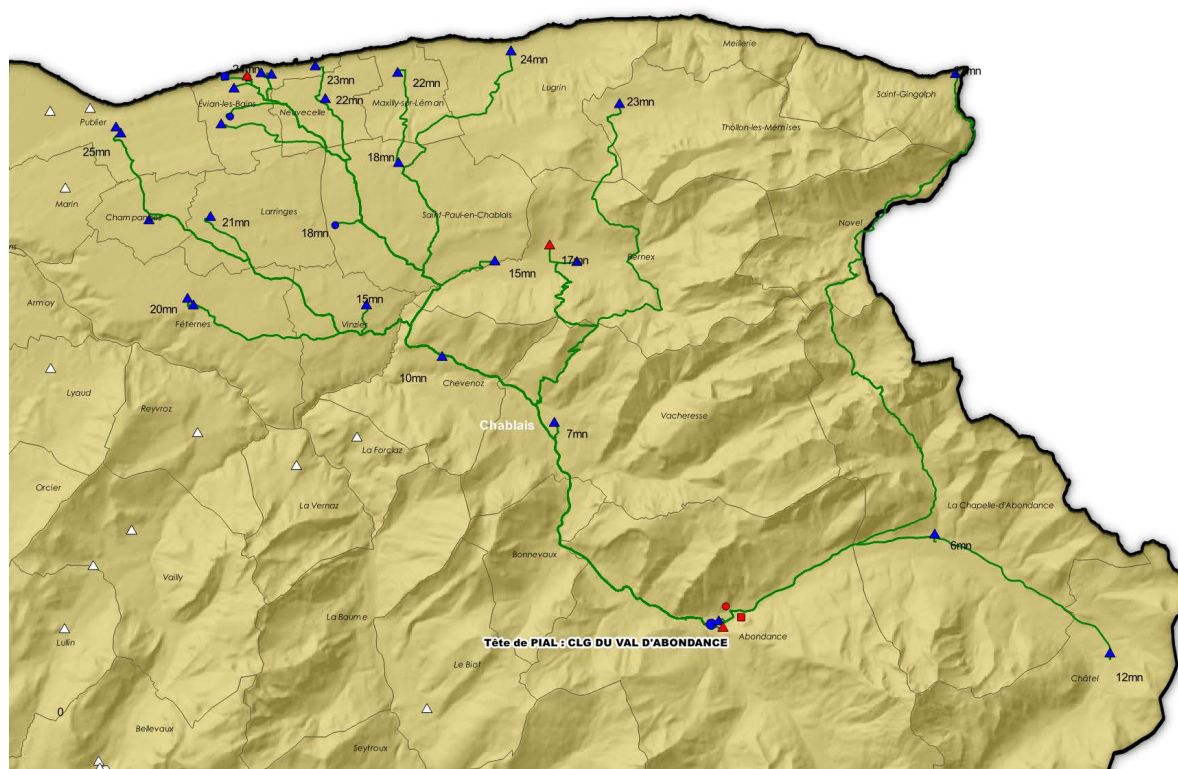 Meillerie
24mn
Lugrin
Saint-Gingolph
23mn
22mn
Maxilly-sur-Léman
Évian-les-Bains
Neuvecelle
22mn
23mn
Publier
Thollon-les-Mémises
25mn
18mn
Marin
Larringes
Saint-Paul-en-Chablais
21mn
18mn
Novel
Bernex
17mn
15mn
Armoy
20mn
15mn
Féternes
Vinzier
10mn
Chevenoz
Lyaud
Reyvroz
Vacheresse
Chablais
7mn
La Forclaz
Orcier
La Vernaz
La Chapelle-d'Abondance
6mn
Bonnevaux
Vailly
La Baume
Lullin
Abondance
Tête de PIAL : CLG DU VAL D'ABONDANCE
Le Biot
Châtel
12mn
0
Bellevaux
Seytroux